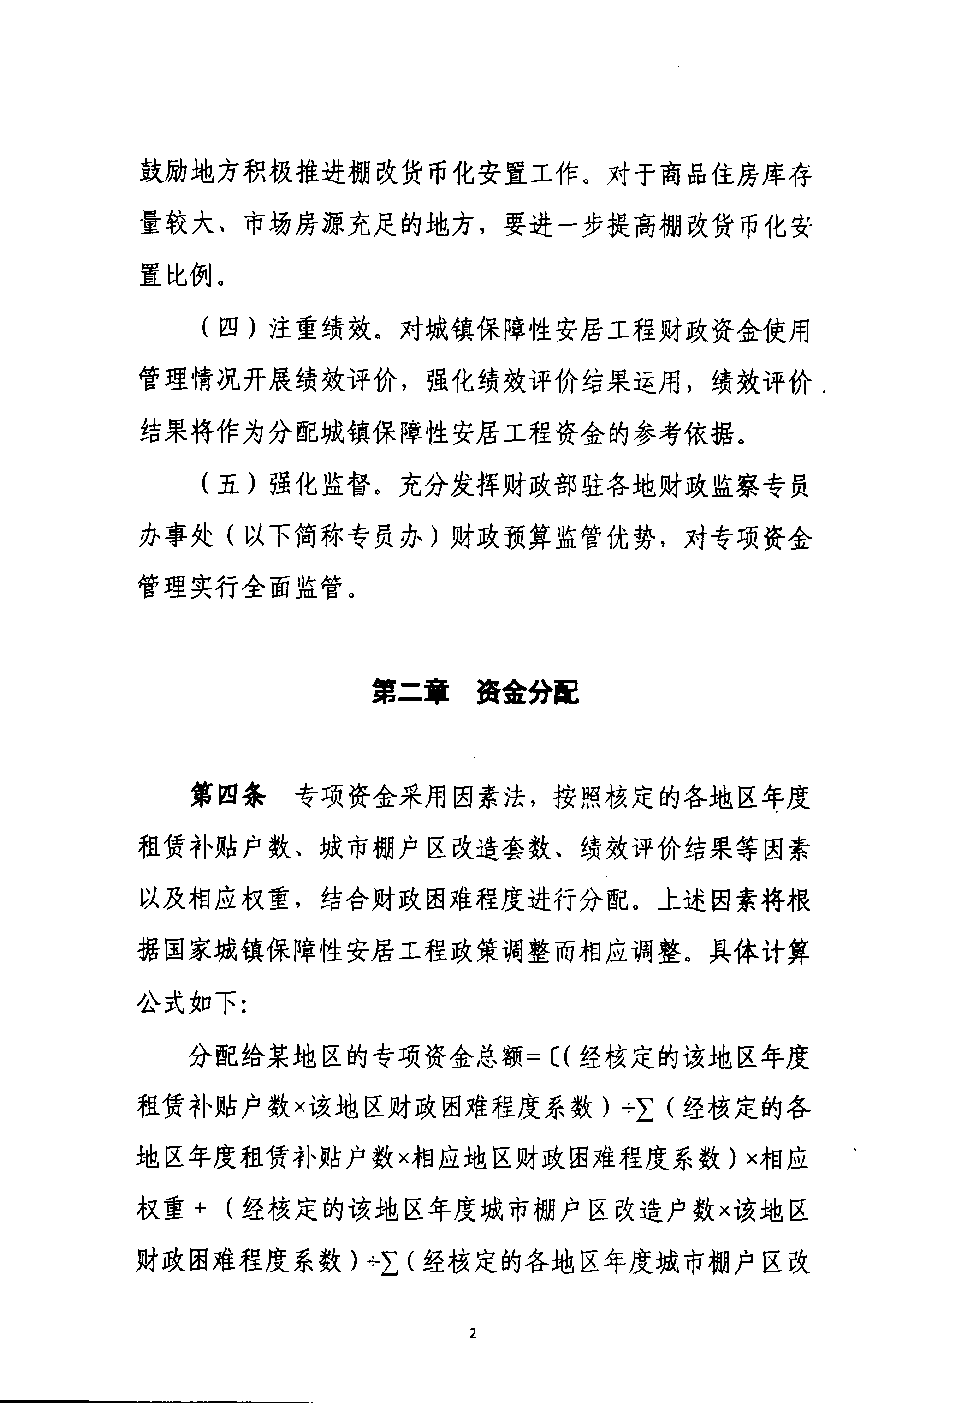 鼓励地方积极推进棚改货币化安置工作。对于商品住房库存
量较大、市场房源充足的地方，要进一步提高棚改货币化安
置比例。
（四）注重绩效。对城镇保障性安居工程财政资金使用
管理情况开展绩效评价，强化绩效评价结果运用，绩效评价
结果将作为分配城镇保障性安居工程资金的参考依据。
（五）强化监督。充分发挥财政部驻各地财政监察专员
办事处（以下简称专员办）财政预算监管优势，对专项资金
管理实行全面监管。
第二章　资金分配
第四条　专项资金采用因素法，按照核定的各地区年度
租赁补贴户数、城市棚户区改造套数、绩效评价结果等因素
以及相应权重，结合财政困难程度进行分配。上述因素将根
据国家城镇保障性安居工程政策调整而相应调整。具体计算
公式如下：
分配给某地区的专项资金总额=〔（经核定的该地区年度
租赁补贴户数×该地区财政困难程度系数）÷∑（经核定的各
地区年度租赁补贴户数×相应地区财政困难程度系数）×相应
权重+（经核定的该地区年度城市棚户区改造户数×该地区
财政困难程度系数）÷∑（经核定的各地区年度城市棚户区改
2